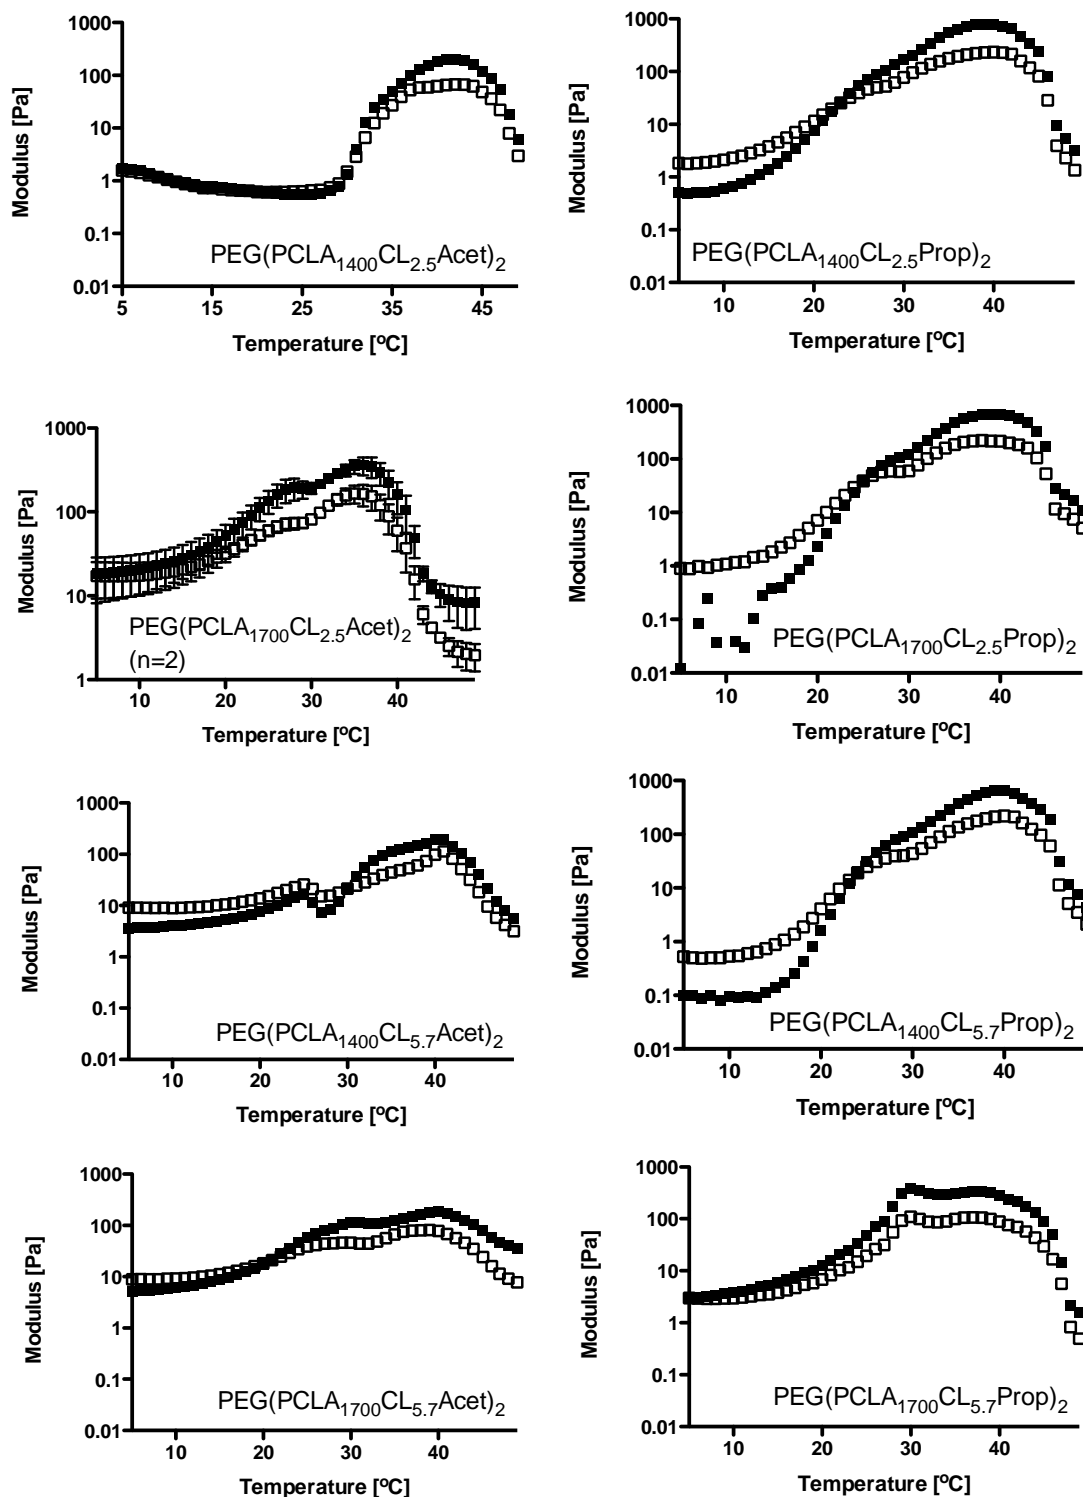 1000
100
10
1
0.1
0.01
Modulus [Pa]
PEG(PCLA1400CL2.5Acet)2
5 15 25 35 45
Temperature [oC]
1000
100
10
1
0.1
0.01
Modulus [Pa]
PEG(PCLA1400CL2.5Prop)2
10 20 30 40
Temperature [oC]
1000
100
10
1
Modulus [Pa]
PEG(PCLA1700CL2.5Acet)2
(n=2)
10 20 30 40
Temperature [oC]
1000
100
10
1
0.1
0.01
Modulus [Pa]
PEG(PCLA1700CL2.5Prop)2
10 20 30 40
Temperature [oC]
1000
100
10
1
0.1
0.01
Modulus [Pa]
PEG(PCLA1400CL5.7Acet)2
10 20 30 40
Temperature [oC]
1000
100
10
1
0.1
0.01
Modulus [Pa]
PEG(PCLA1400CL5.7Prop)2
10 20 30 40
Temperature [oC]
1000
100
10
1
0.1
0.01
Modulus [Pa]
PEG(PCLA1700CL5.7Acet)2
10 20 30 40
Temperature [oC]
1000
100
10
1
0.1
0.01
Modulus [Pa]
PEG(PCLA1700CL5.7Prop)2
10 20 30 40
Temperature [oC]